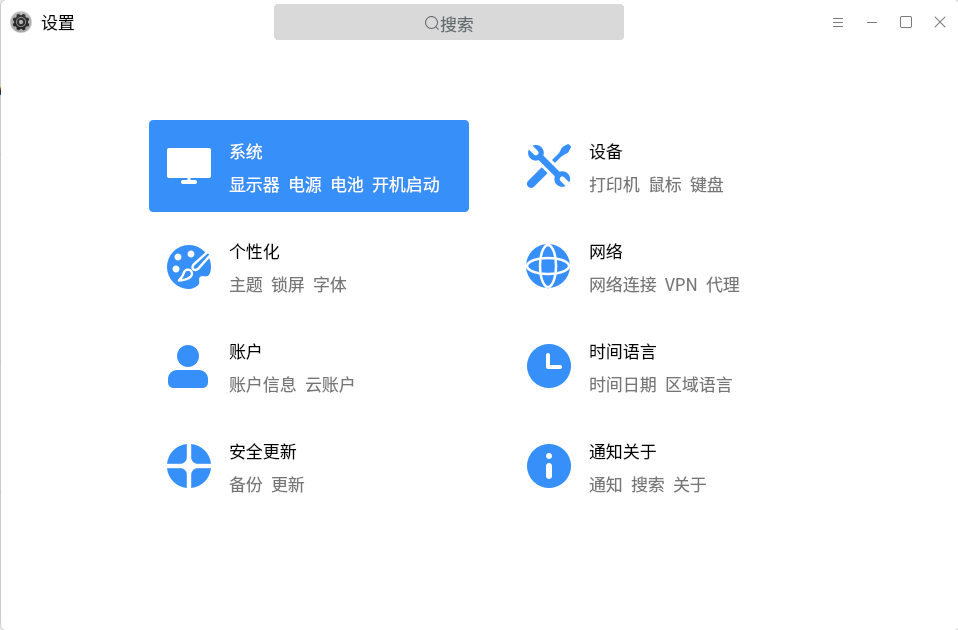 设置
搜索
系统
显示器 电源 电池 开机启动
设备
打印机 鼠标 键盘
个性化
主题 锁屏 字体
网络
网络连接 VPN 代理
账户
账户信息 云账户
时间语言
时间日期 区域语言
安全更新
备份 更新
通知关于
通知 搜索 关于